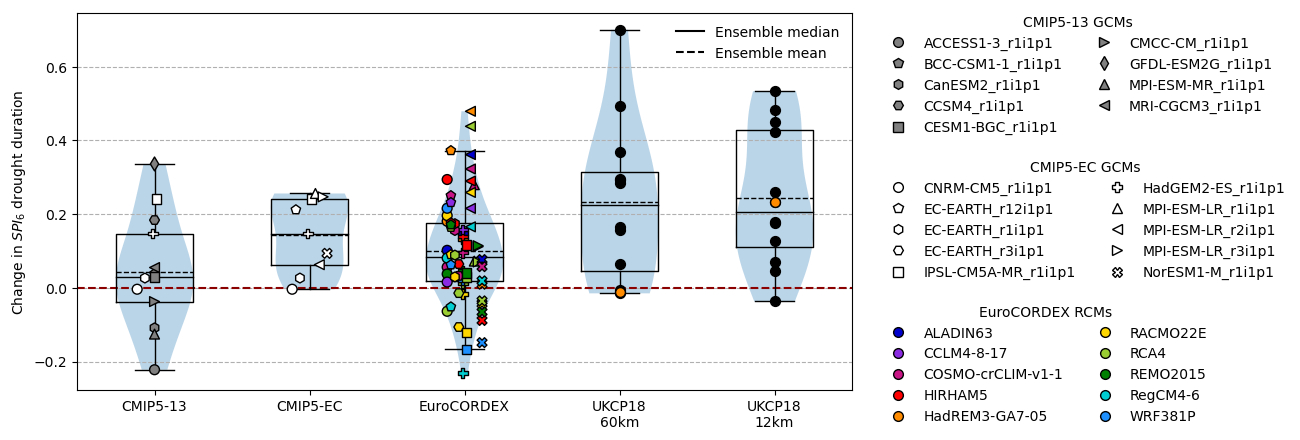 Change in SPI6 drought duration
0.6
0.4
0.2
0.0
−0.2
Ensemble median
Ensemble mean
CMIP5-13
CMIP5-EC
EuroCORDEX
UKCP18
60km
UKCP18
12km
CMIP5-13 GCMs
ACCESS1-3_r1i1p1
BCC-CSM1-1_r1i1p1
CanESM2_r1i1p1
CCSM4_r1i1p1
CESM1-BGC_r1i1p1
CMCC-CM_r1i1p1
GFDL-ESM2G_r1i1p1
MPI-ESM-MR_r1i1p1
MRI-CGCM3_r1i1p1
CMIP5-EC GCMs
CNRM-CM5_r1i1p1
EC-EARTH_r12i1p1
EC-EARTH_r1i1p1
EC-EARTH_r3i1p1
IPSL-CM5A-MR_r1i1p1
HadGEM2-ES_r1i1p1
MPI-ESM-LR_r1i1p1
MPI-ESM-LR_r2i1p1
MPI-ESM-LR_r3i1p1
NorESM1-M_r1i1p1
EuroCORDEX RCMs
ALADIN63
CCLM4-8-17
COSMO-crCLIM-v1-1
HIRHAM5
HadREM3-GA7-05
RACMO22E
RCA4
REMO2015
RegCM4-6
WRF381P